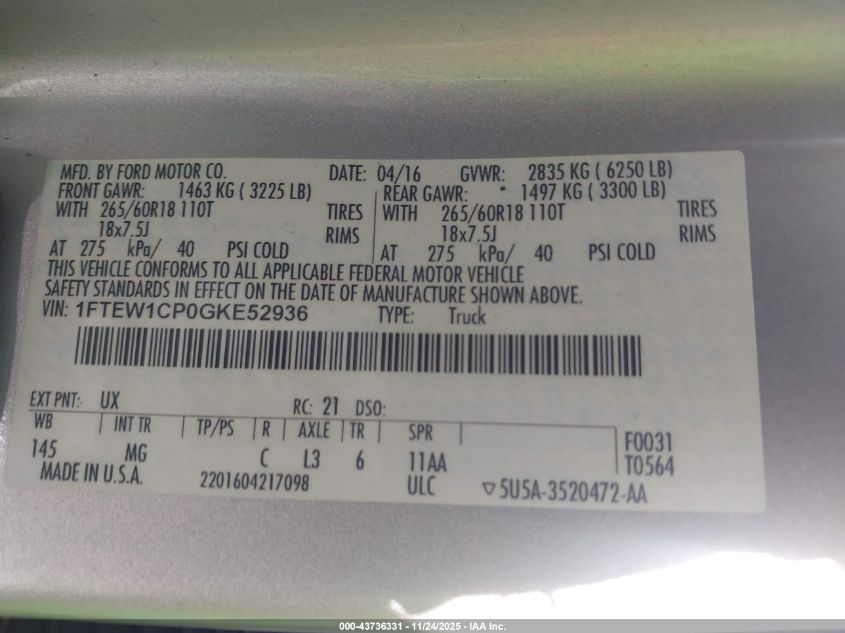 MFD. BY FORD MOTOR CO. DATE: 04/16 GVWR: 2835 KG ( 6250 LB)
FRONT GAWR: 1463 KG ( 3225 LB) REAR GAWR: 1497 KG ( 3300 LB)
WITH 265/60R18 110T TIRES WITH 265/60R18 110T TIRES
18x7.5J RIMS 18x7.5J RIMS
AT 275 kPa/ 40 PSI COLD AT 275 kPa/ 40 PSI COLD
THIS VEHICLE CONFORMS TO ALL APPLICABLE FEDERAL MOTOR VEHICLE
SAFETY STANDARDS IN EFFECT ON THE DATE OF MANUFACTURE SHOWN ABOVE.
VIN: 1FTEW1CP0GKE52936 TYPE: Truck
EXT PNT: UX RC: 21 DSO:
WB INT TR TP/PS R AXLE TR SPR F0031
145 MG C L3 6 11AA T0564
MADE IN U.S.A. 2201604217098 ULC ▽5U5A-3520472-AA
000-43736331 - 11/24/2025 - IAA Inc.